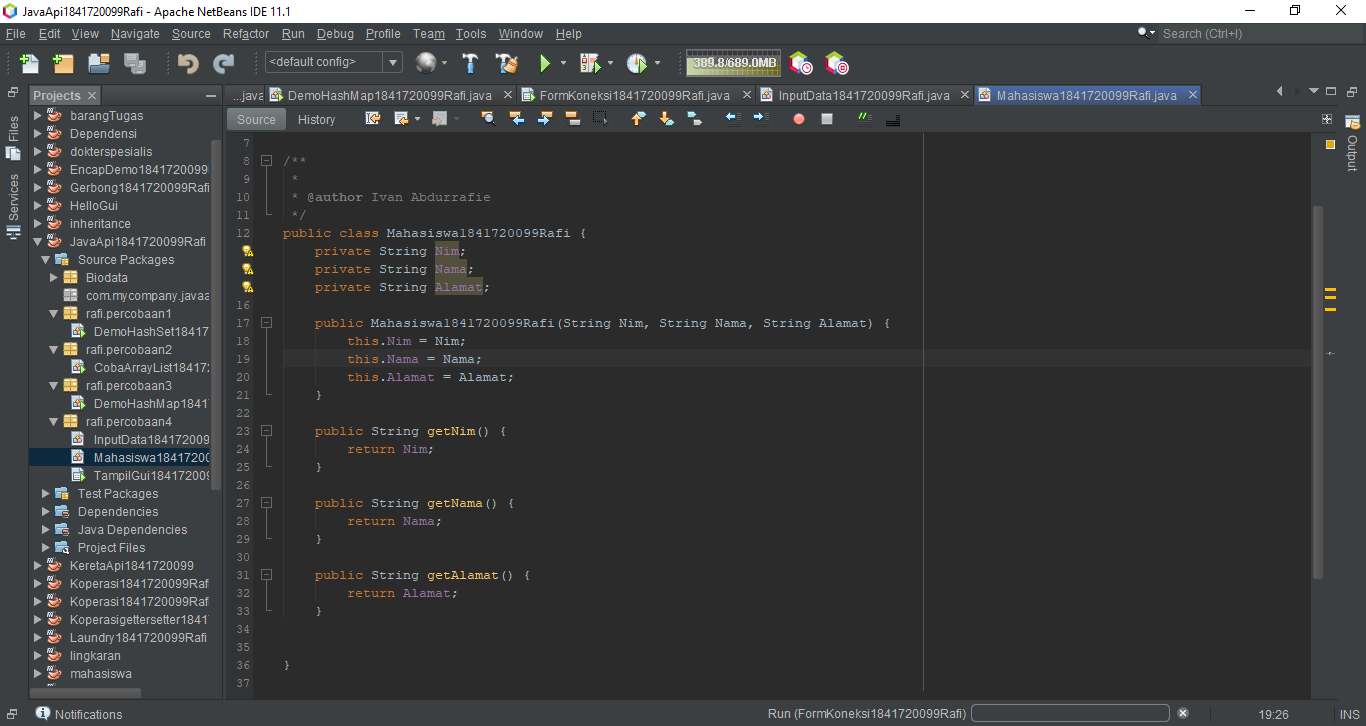 JavaApi1841720099Rafi - Apache NetBeans IDE 11.1
File Edit View Navigate Source Refactor Run Debug Profile Team Tools Window Help
Search (Ctrl+I)
<default config>
389.8/689.0MB
Projects
...java
DemoHashMap1841720099Rafi.java
FormKoneksi1841720099Rafi.java
InputData1841720099Rafi.java
Mahasiswa1841720099Rafi.java
Files
Services
Output
barangTugas
Dependensi
dokterspesialis
EncapDemo1841720099
Gerbong1841720099Rafi
HelloGui
inheritance
JavaApi1841720099Rafi
Source Packages
Biodata
com.mycompany.javaa
rafi.percobaan1
DemoHashSet18417
rafi.percobaan2
CobaArrayList184172
rafi.percobaan3
DemoHashMap1841
rafi.percobaan4
InputData184172009
Mahasiswa1841720
TampilGui184172009
Test Packages
Dependencies
Java Dependencies
Project Files
KeretaApi1841720099
Koperasi1841720099Raf
Koperasi1841720099Raf
Koperasigettersetter1841
Laundry1841720099Rafi
lingkaran
mahasiswa
Source History
7
8 /**
9 *
10 * @author Ivan Abdurrafie
11 */
12 public class Mahasiswa1841720099Rafi {
private String Nim;
private String Nama;
private String Alamat;
16
17 public Mahasiswa1841720099Rafi(String Nim, String Nama, String Alamat) {
18 this.Nim = Nim;
19 this.Nama = Nama;
20 this.Alamat = Alamat;
21 }
22
23 public String getNim() {
24 return Nim;
25 }
26
27 public String getNama() {
28 return Nama;
29 }
30
31 public String getAlamat() {
32 return Alamat;
33 }
34
35
36 }
37
Notifications
Run (FormKoneksi1841720099Rafi)
19:26
INS